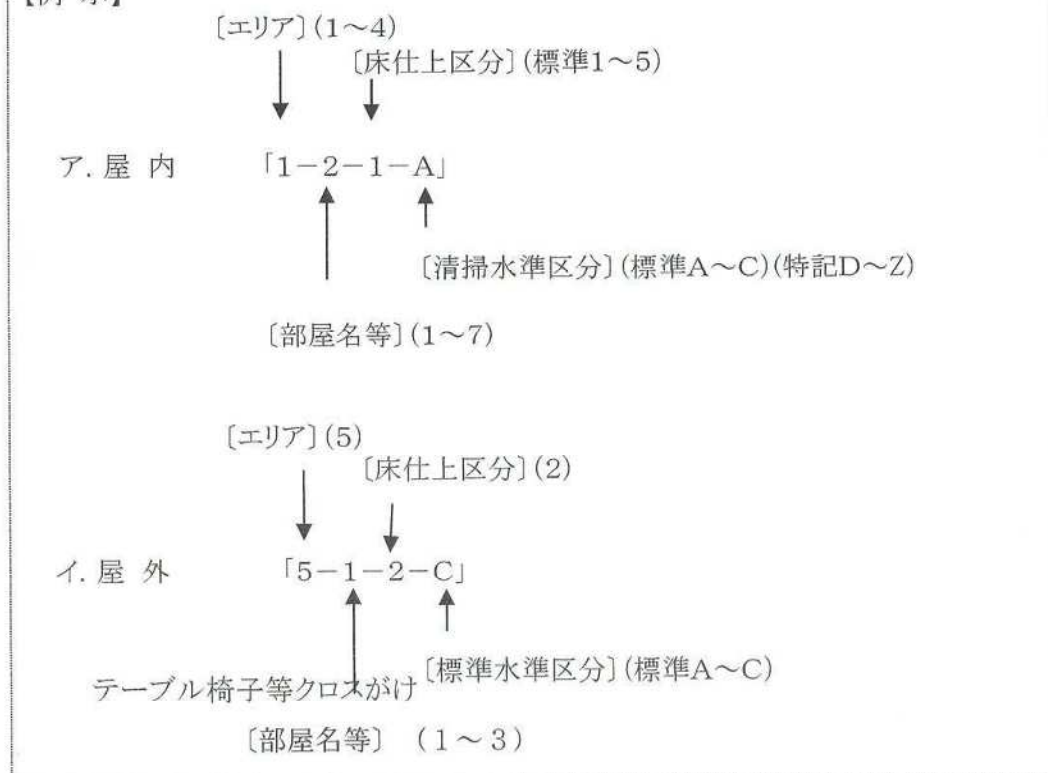 〔エリア〕(1～4)
〔床仕上区分〕(標準1～5)
ア. 屋 内 「1－2－1－A」
〔清掃水準区分〕(標準A～C)(特記D～Z)
〔部屋名等〕(1～7)
〔エリア〕(5)
〔床仕上区分〕(2)
イ. 屋 外 「5－1－2－C」
〔標準水準区分〕(標準A～C)
テーブル椅子等クロスがけ
〔部屋名等〕 (1～3)